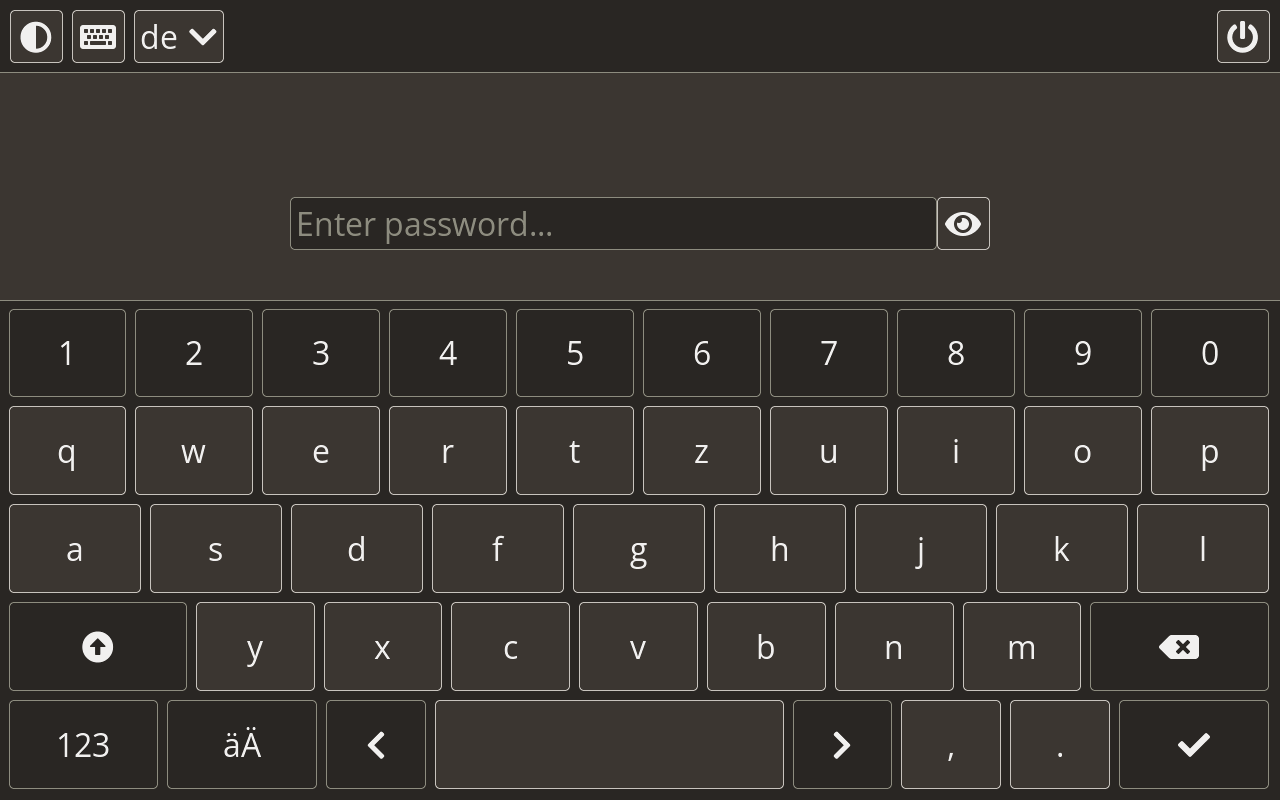 de
Enter password...
1 2 3 4 5 6 7 8 9 0
q w e r t z u i o p
a s d f g h j k l
y x c v b n m
123 äÄ , .